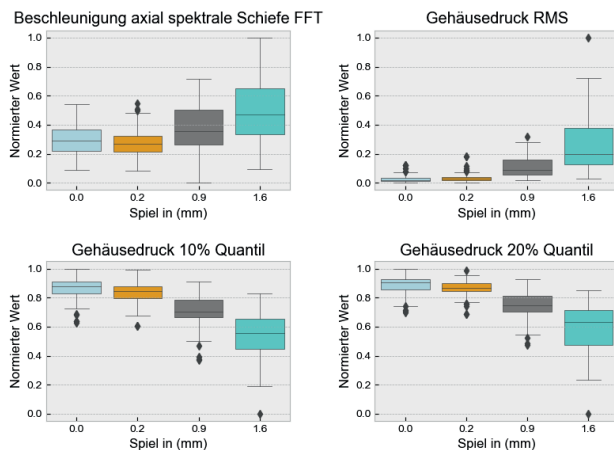 Beschleunigung axial spektrale Schiefe FFT
Normierter Wert
1.0
0.8
0.6
0.4
0.2
0.0
0.0 0.2 0.9 1.6
Spiel in (mm)
Gehäusedruck RMS
Normierter Wert
1.0
0.8
0.6
0.4
0.2
0.0
0.0 0.2 0.9 1.6
Spiel in (mm)
Gehäusedruck 10% Quantil
Normierter Wert
1.0
0.8
0.6
0.4
0.2
0.0
0.0 0.2 0.9 1.6
Spiel in (mm)
Gehäusedruck 20% Quantil
Normierter Wert
1.0
0.8
0.6
0.4
0.2
0.0
0.0 0.2 0.9 1.6
Spiel in (mm)